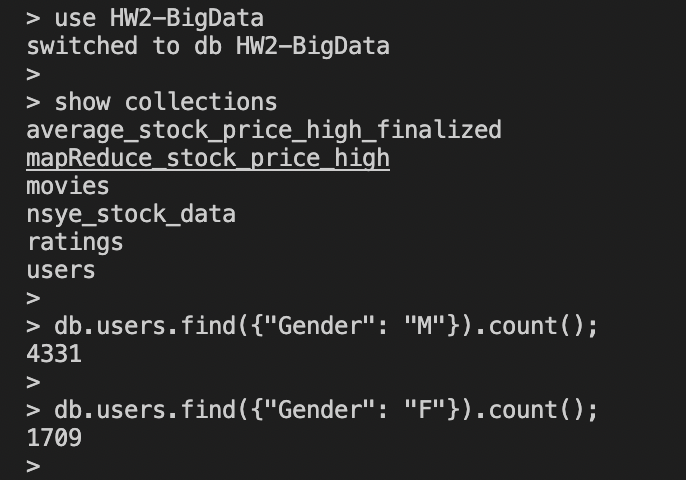 > use HW2-BigData
switched to db HW2-BigData
>
> show collections
average_stock_price_high_finalized
mapReduce_stock_price_high
movies
nsye_stock_data
ratings
users
>
> db.users.find({"Gender": "M"}).count();
4331
>
> db.users.find({"Gender": "F"}).count();
1709
>